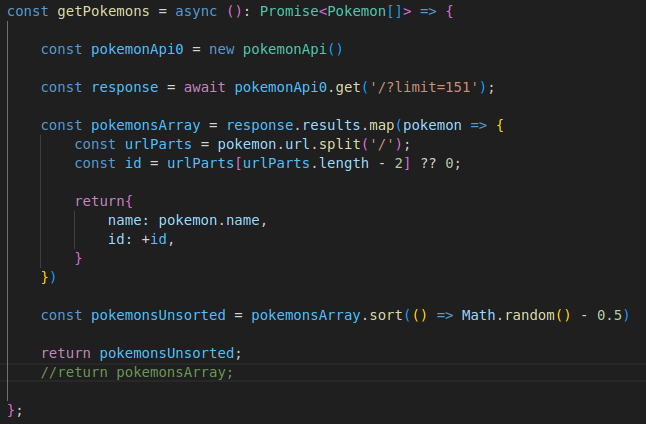 const getPokemons = async (): Promise<Pokemon[]> => {
const pokemonApi0 = new pokemonApi()
const response = await pokemonApi0.get('/?limit=151');
const pokemonsArray = response.results.map(pokemon => {
const urlParts = pokemon.url.split('/');
const id = urlParts[urlParts.length - 2] ?? 0;
return{
name: pokemon.name,
id: +id,
}
})
const pokemonsUnsorted = pokemonsArray.sort(() => Math.random() - 0.5)
return pokemonsUnsorted;
//return pokemonsArray;
};